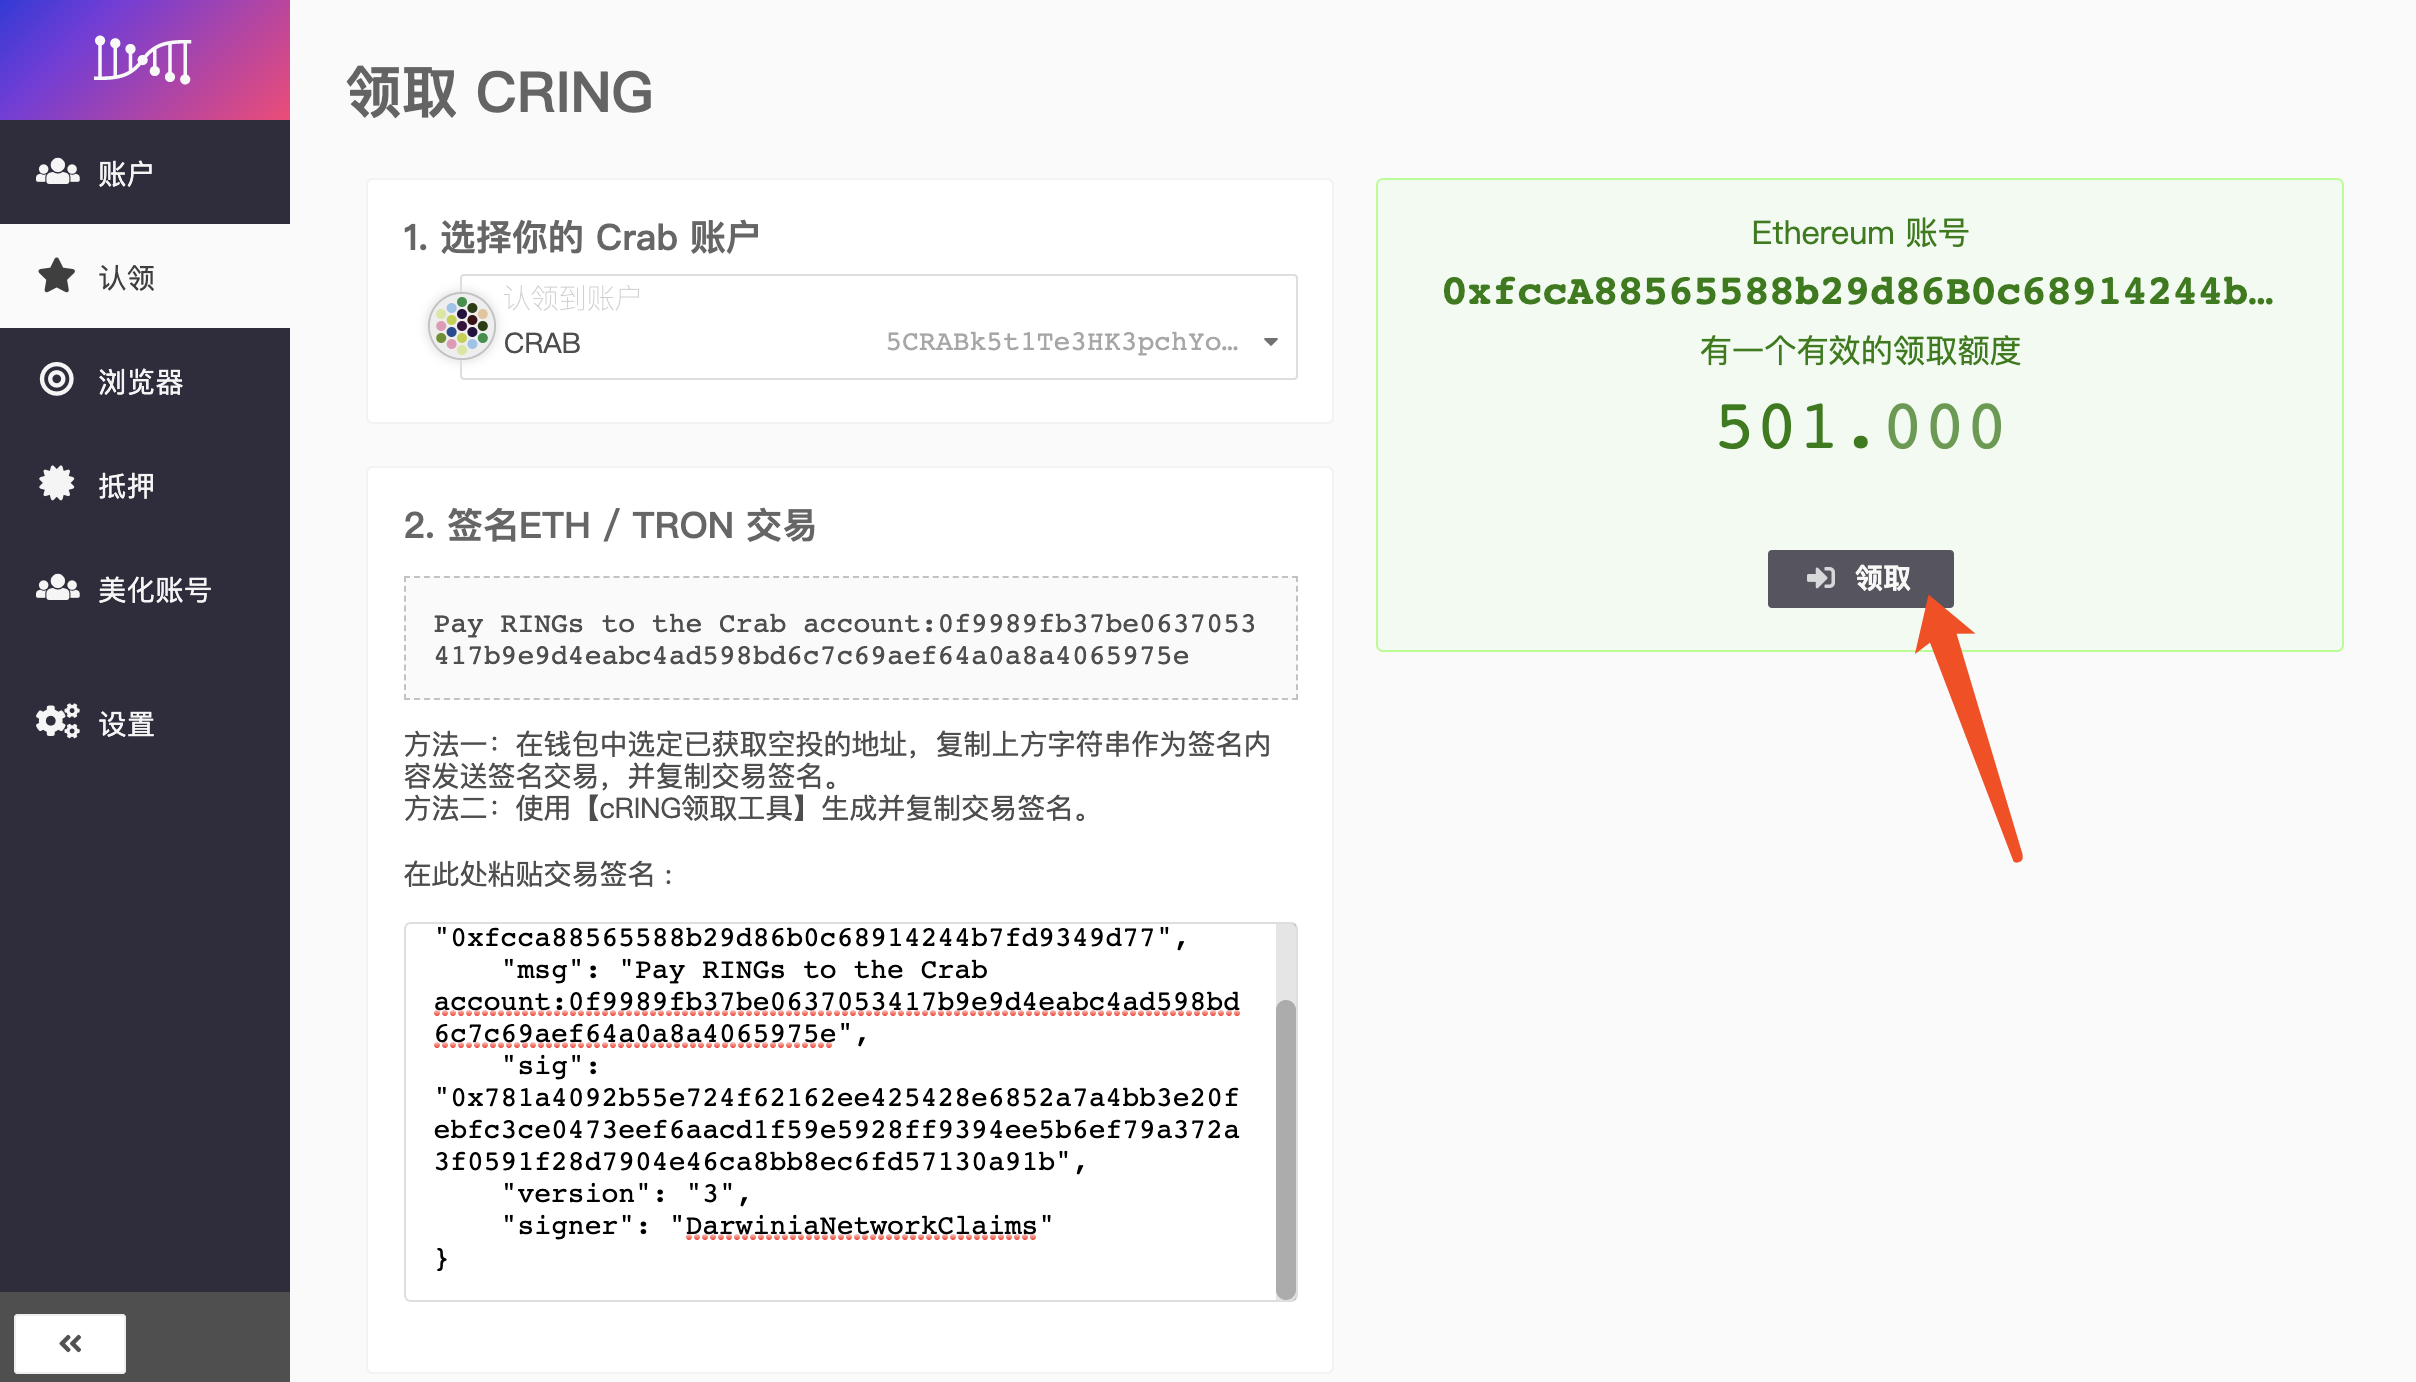 领取 CRING
账户
认领
浏览器
抵押
美化账号
设置
1. 选择你的 Crab 账户
认领到账户
CRAB 5CRABk5t1Te3HK3pchYo…
2. 签名ETH / TRON 交易
Pay RINGs to the Crab account:0f9989fb37be0637053
417b9e9d4eabc4ad598bd6c7c69aef64a0a8a4065975e
方法一：在钱包中选定已获取空投的地址，复制上方字符串作为签名内
容发送签名交易，并复制交易签名。
方法二：使用【cRING领取工具】生成并复制交易签名。
在此处粘贴交易签名：
"0xfcca88565588b29d86b0c68914244b7fd9349d77",
"msg": "Pay RINGs to the Crab
account:0f9989fb37be0637053417b9e9d4eabc4ad598bd
6c7c69aef64a0a8a4065975e",
"sig":
"0x781a4092b55e724f62162ee425428e6852a7a4bb3e20f
ebfc3ce0473eef6aacd1f59e5928ff9394ee5b6ef79a372a
3f0591f28d7904e46ca8bb8ec6fd57130a91b",
"version": "3",
"signer": "DarwiniaNetworkClaims"
}
Ethereum 账号
0xfccA88565588b29d86B0c68914244b…
有一个有效的领取额度
501.000
领取